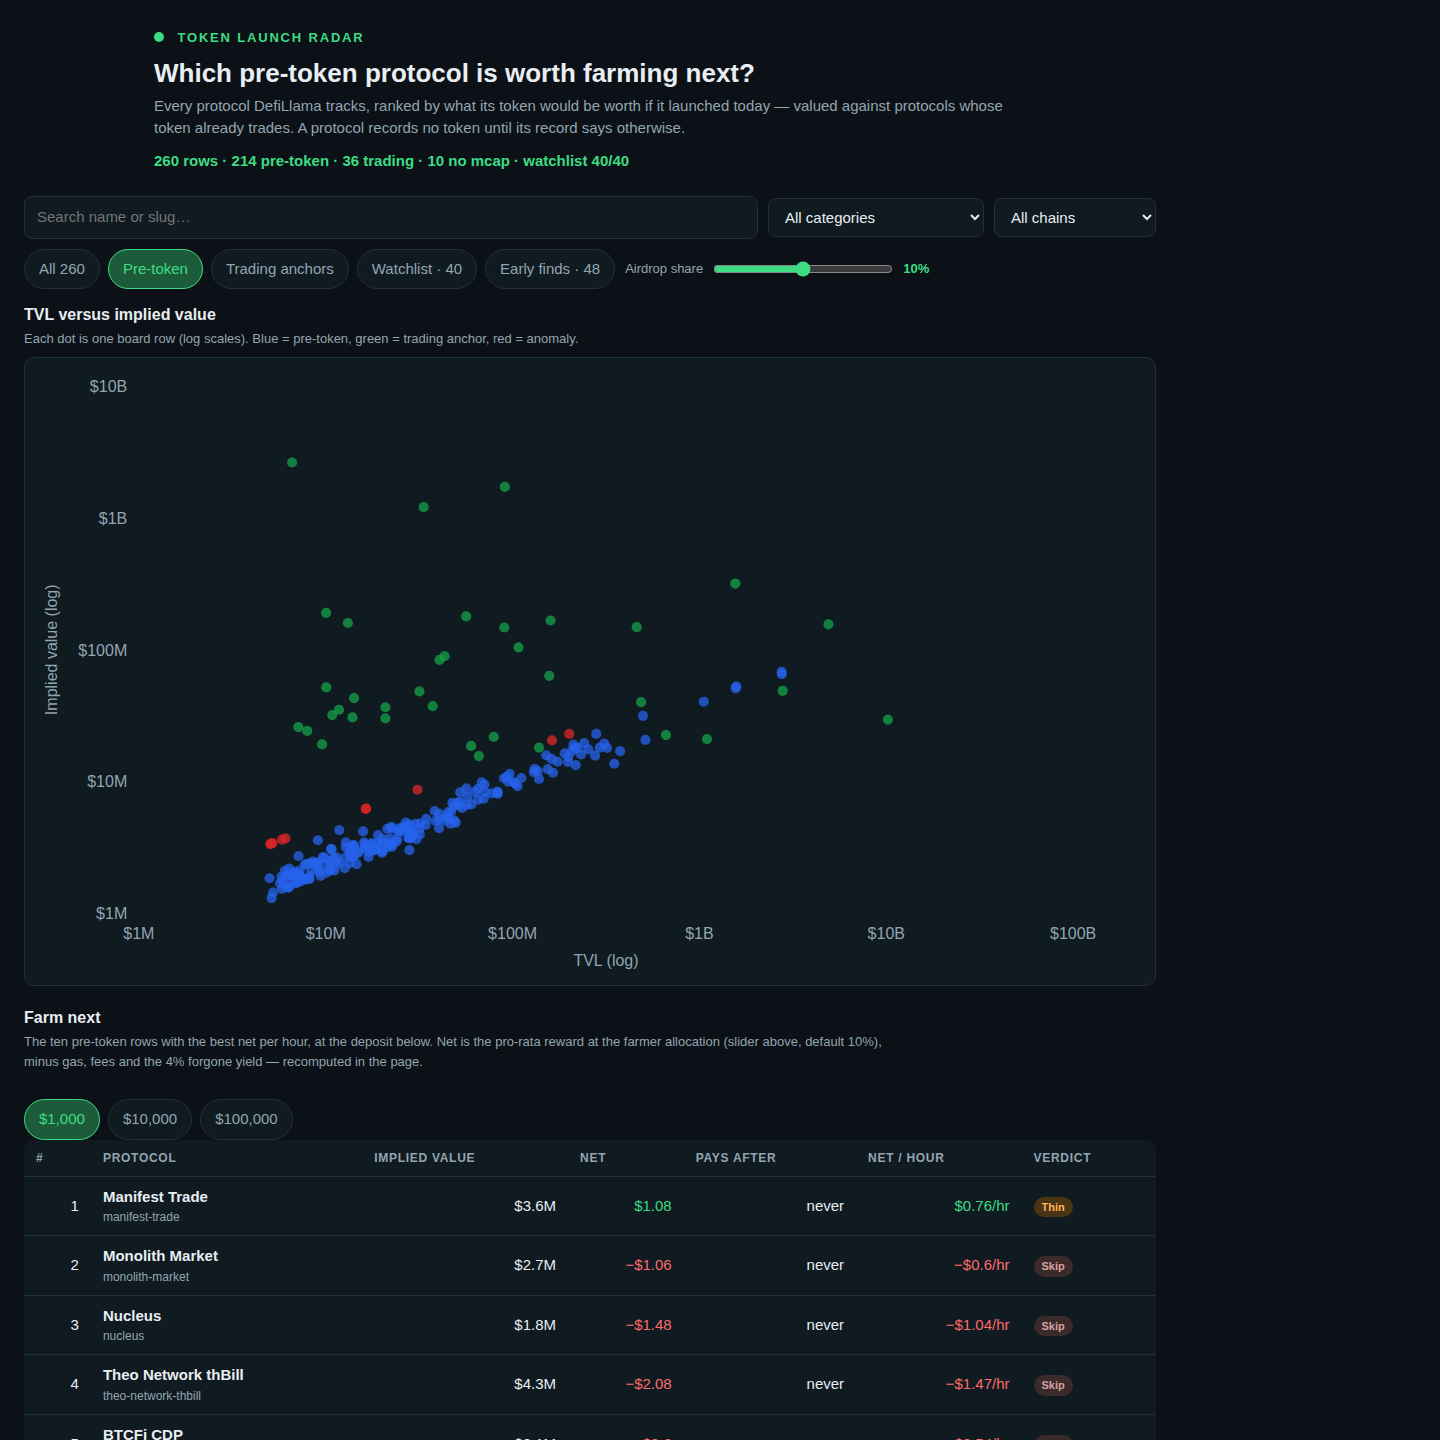 TOKEN LAUNCH RADAR
Which pre-token protocol is worth farming next?
Every protocol DefiLlama tracks, ranked by what its token would be worth if it launched today — valued against protocols whose
token already trades. A protocol records no token until its record says otherwise.
260 rows · 214 pre-token · 36 trading · 10 no mcap · watchlist 40/40
Search name or slug…
All categories
All chains
All 260
Pre-token
Trading anchors
Watchlist · 40
Early finds · 48
Airdrop share
10%
TVL versus implied value
Each dot is one board row (log scales). Blue = pre-token, green = trading anchor, red = anomaly.
$10B
$1B
$100M
$10M
$1M
Implied value (log)
$1M $10M $100M $1B $10B $100B
TVL (log)
Farm next
The ten pre-token rows with the best net per hour, at the deposit below. Net is the pro-rata reward at the farmer allocation (slider above, default 10%),
minus gas, fees and the 4% forgone yield — recomputed in the page.
$1,000 $10,000 $100,000
# PROTOCOL IMPLIED VALUE NET PAYS AFTER NET / HOUR VERDICT
1 Manifest Trade $3.6M $1.08 never $0.76/hr Thin
manifest-trade
2 Monolith Market $2.7M −$1.06 never −$0.6/hr Skip
monolith-market
3 Nucleus $1.8M −$1.48 never −$1.04/hr Skip
nucleus
4 Theo Network thBill $4.3M −$2.08 never −$1.47/hr Skip
theo-network-thbill
BTCFi CDP